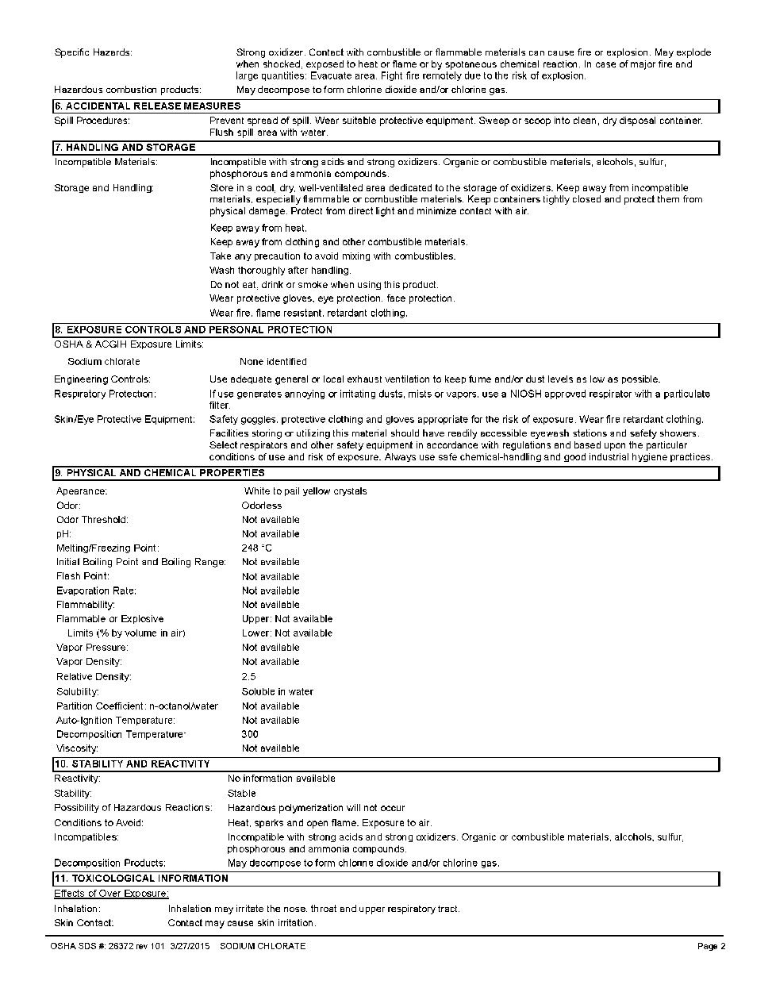 Specific Hazards: Strong oxidizer. Contact with combustible or flammable materials can cause fire or explosion. May explode
when shocked, exposed to heat or flame or by spotaneous chemical reaction. In case of major fire and
large quantities: Evacuate area. Fight fire remotely due to the risk of explosion.
Hazardous combustion products: May decompose to form chlorine dioxide and/or chlorine gas.
6. ACCIDENTAL RELEASE MEASURES
Spill Procedures: Prevent spread of spill. Wear suitable protective equipment. Sweep or scoop into clean, dry disposal container.
Flush spill area with water.
7. HANDLING AND STORAGE
Incompatible Materials: Incompatible with strong acids and strong oxidizers. Organic or combustible materials, alcohols, sulfur,
phosphorous and ammonia compounds.
Storage and Handling: Store in a cool, dry, well-ventilated area dedicated to the storage of oxidizers. Keep away from incompatible
materials, especially flammable or combustible materials. Keep containers tightly closed and protect them from
physical damage. Protect from direct light and minimize contact with air.
Keep away from heat.
Keep away from clothing and other combustible materials.
Take any precaution to avoid mixing with combustibles.
Wash thoroughly after handling.
Do not eat, drink or smoke when using this product.
Wear protective gloves, eye protection, face protection.
Wear fire, flame resistant, retardant clothing.
8. EXPOSURE CONTROLS AND PERSONAL PROTECTION
OSHA & ACGIH Exposure Limits:
Sodium chlorate None identified
Engineering Controls: Use adequate general or local exhaust ventilation to keep fume and/or dust levels as low as possible.
Respiratory Protection: If use generates annoying or irritating dusts, mists or vapors, use a NIOSH approved respirator with a particulate
filter.
Skin/Eye Protective Equipment: Safety goggles, protective clothing and gloves appropriate for the risk of exposure. Wear fire retardant clothing.
Facilities storing or utilizing this material should have readily accessible eyewash stations and safety showers.
Select respirators and other safety equipment in accordance with regulations and based upon the particular
conditions of use and risk of exposure. Always use safe chemical-handling and good industrial hygiene practices.
9. PHYSICAL AND CHEMICAL PROPERTIES
Apearance: White to pail yellow crystals
Odor: Odorless
Odor Threshold: Not available
pH: Not available
Melting/Freezing Point: 248 °C
Initial Boiling Point and Boiling Range: Not available
Flash Point: Not available
Evaporation Rate: Not available
Flammability: Not available
Flammable or Explosive Upper: Not available
Limits (% by volume in air) Lower: Not available
Vapor Pressure: Not available
Vapor Density: Not available
Relative Density: 2.5
Solubility: Soluble in water
Partition Coefficient: n-octanol/water Not available
Auto-Ignition Temperature: Not available
Decomposition Temperature: 300
Viscosity: Not available
10. STABILITY AND REACTIVITY
Reactivity: No information available
Stability: Stable
Possibility of Hazardous Reactions: Hazardous polymerization will not occur
Conditions to Avoid: Heat, sparks and open flame. Exposure to air.
Incompatibles: Incompatible with strong acids and strong oxidizers. Organic or combustible materials, alcohols, sulfur,
phosphorous and ammonia compounds.
Decomposition Products: May decompose to form chlorine dioxide and/or chlorine gas.
11. TOXICOLOGICAL INFORMATION
Effects of Over Exposure:
Inhalation: Inhalation may irritate the nose, throat and upper respiratory tract.
Skin Contact: Contact may cause skin irritation.
OSHA SDS #: 26372 rev 101 3/27/2015 SODIUM CHLORATE Page 2